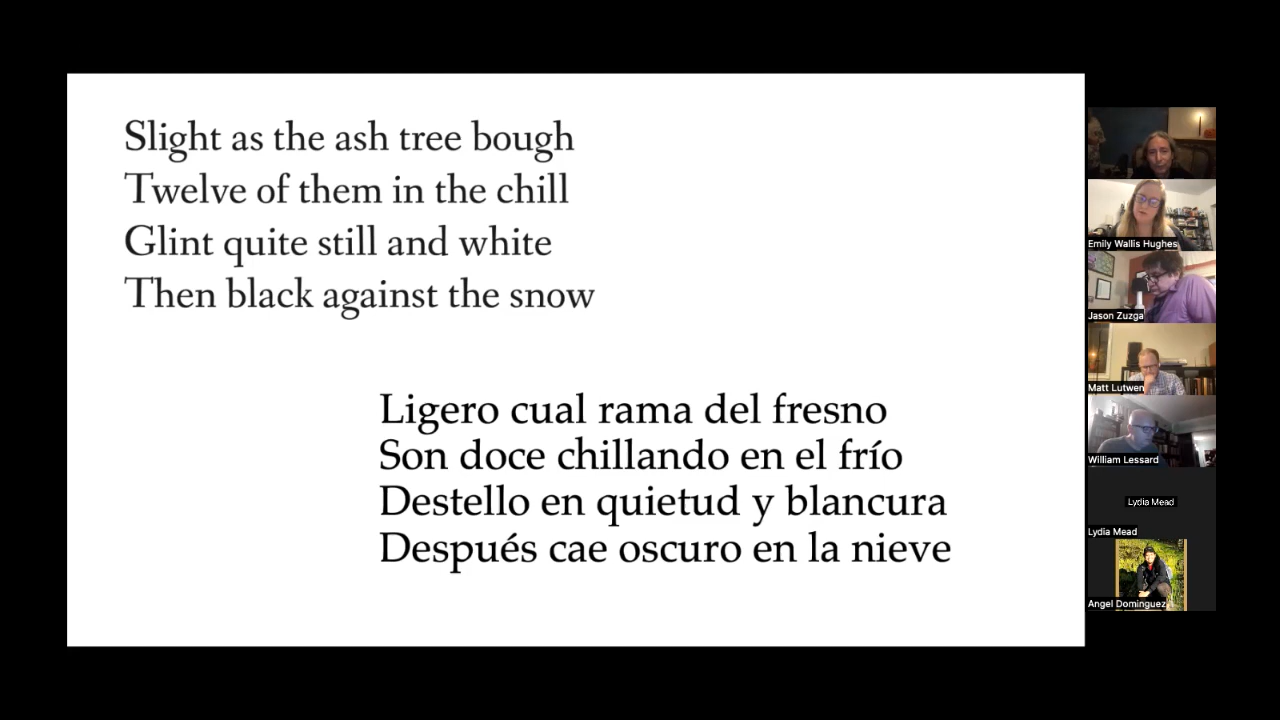 Slight as the ash tree bough
Twelve of them in the chill
Glint quite still and white
Then black against the snow
Ligero cual rama del fresno
Son doce chillando en el frío
Destello en quietud y blancura
Después cae oscuro en la nieve
Emily Wallis Hughes
Jason Zuzga
Matt Lutwen
William Lessard
Lydia Mead
Lydia Mead
Angel Dominguez